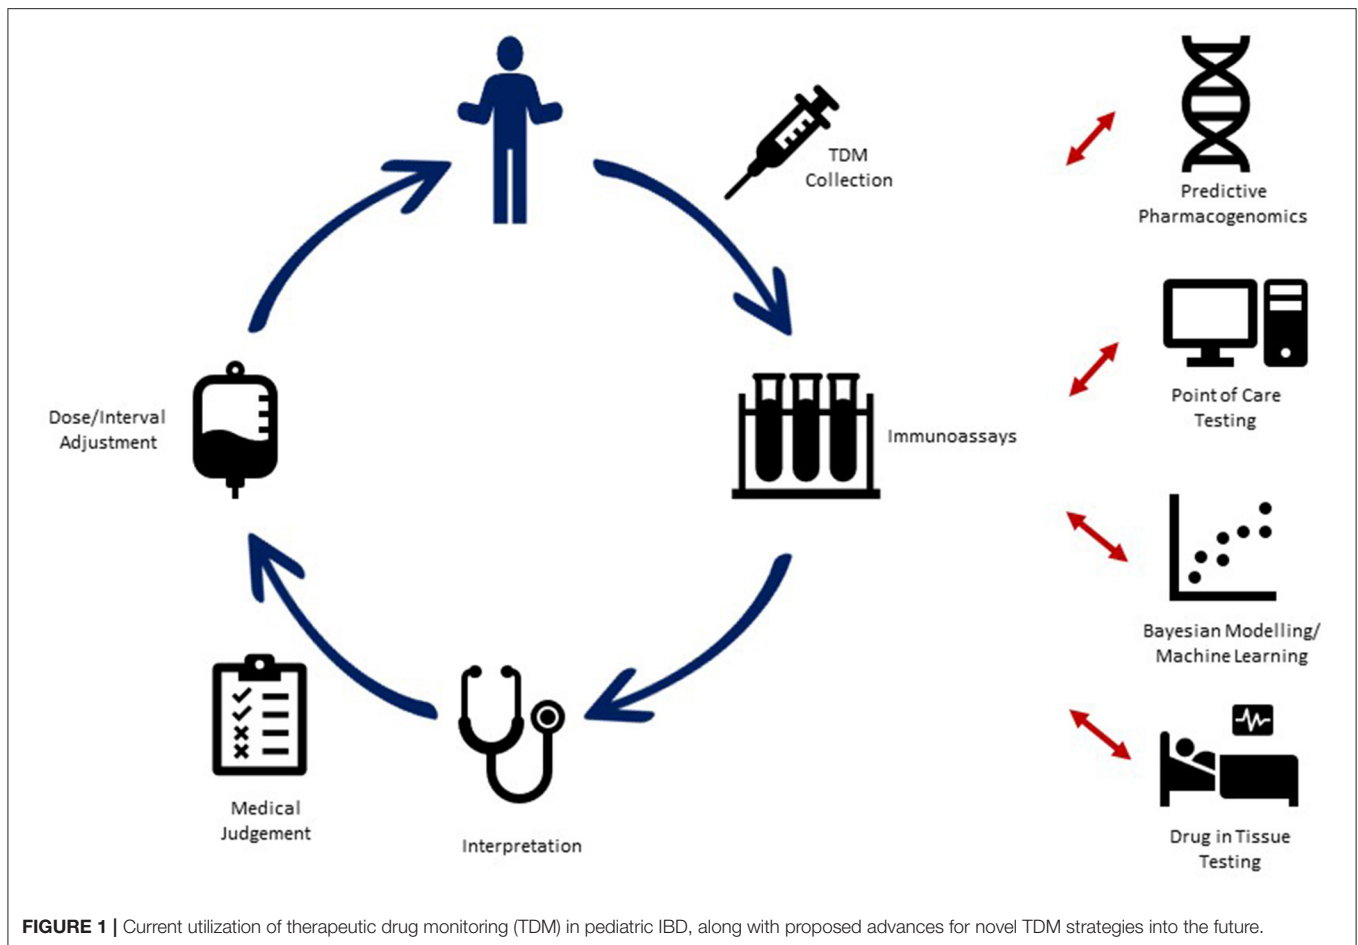 TDM
Collection
Predictive
Pharmacogenomics
Point of Care
Testing
Dose/Interval
Adjustment
Immunoassays
Bayesian Modelling/
Machine Learning
Medical
Judgement
Interpretation
Drug in Tissue
Testing
FIGURE 1 | Current utilization of therapeutic drug monitoring (TDM) in pediatric IBD, along with proposed advances for novel TDM strategies into the future.